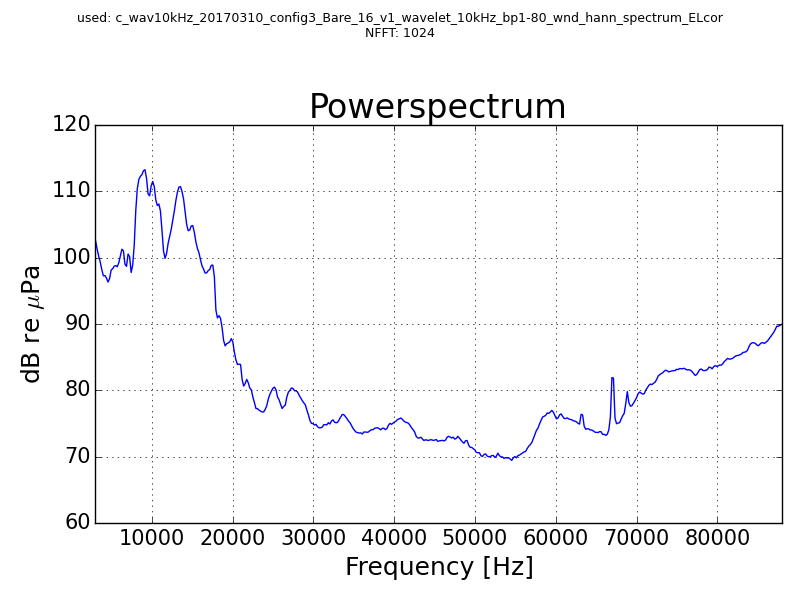 used: c_wav10kHz_20170310_config3_Bare_16_v1_wavelet_10kHz_bp1-80_wnd_hann_spectrum_ELcor
NFFT: 1024
Powerspectrum
120
110
100
90
80
70
60
dB re μPa
10000 20000 30000 40000 50000 60000 70000 80000
Frequency [Hz]